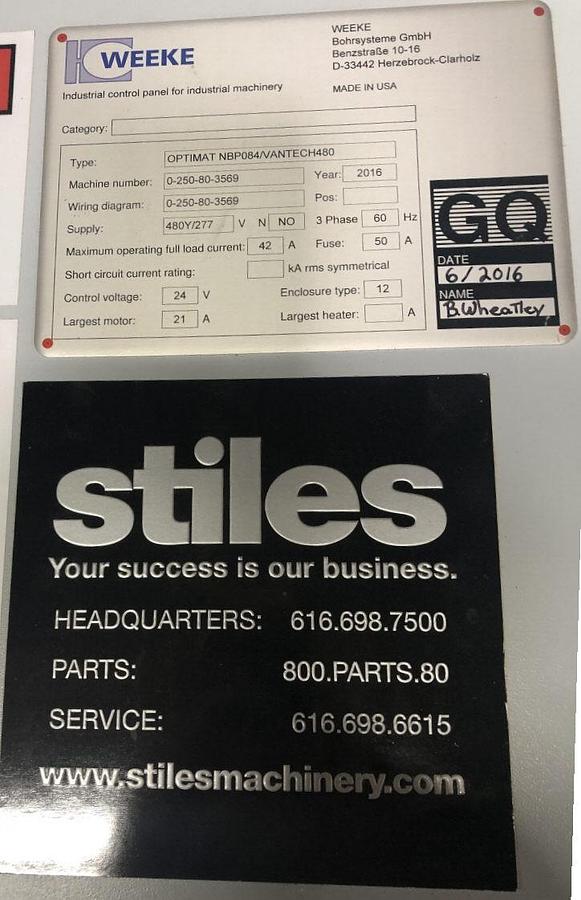 WEEKE
WEEKE
Bohrsysteme GmbH
Benzstraße 10-16
D-33442 Herzebrock-Clarholz
Industrial control panel for industrial machinery
MADE IN USA
Category:
Type: OPTIMAT NBP084/VANTECH480
Machine number: 0-250-80-3569 Year: 2016
Wiring diagram: 0-250-80-3569 Pos:
Supply: 480Y/277 V N NO 3 Phase 60 Hz
Maximum operating full load current: 42 A Fuse: 50 A
Short circuit current rating: kA rms symmetrical
Control voltage: 24 V Enclosure type: 12
Largest motor: 21 A Largest heater: A
GQ
DATE
6/2016
NAME
B.Wheatley
stiles
Your success is our business.
HEADQUARTERS: 616.698.7500
PARTS: 800.PARTS.80
SERVICE: 616.698.6615
www.stilesmachinery.com